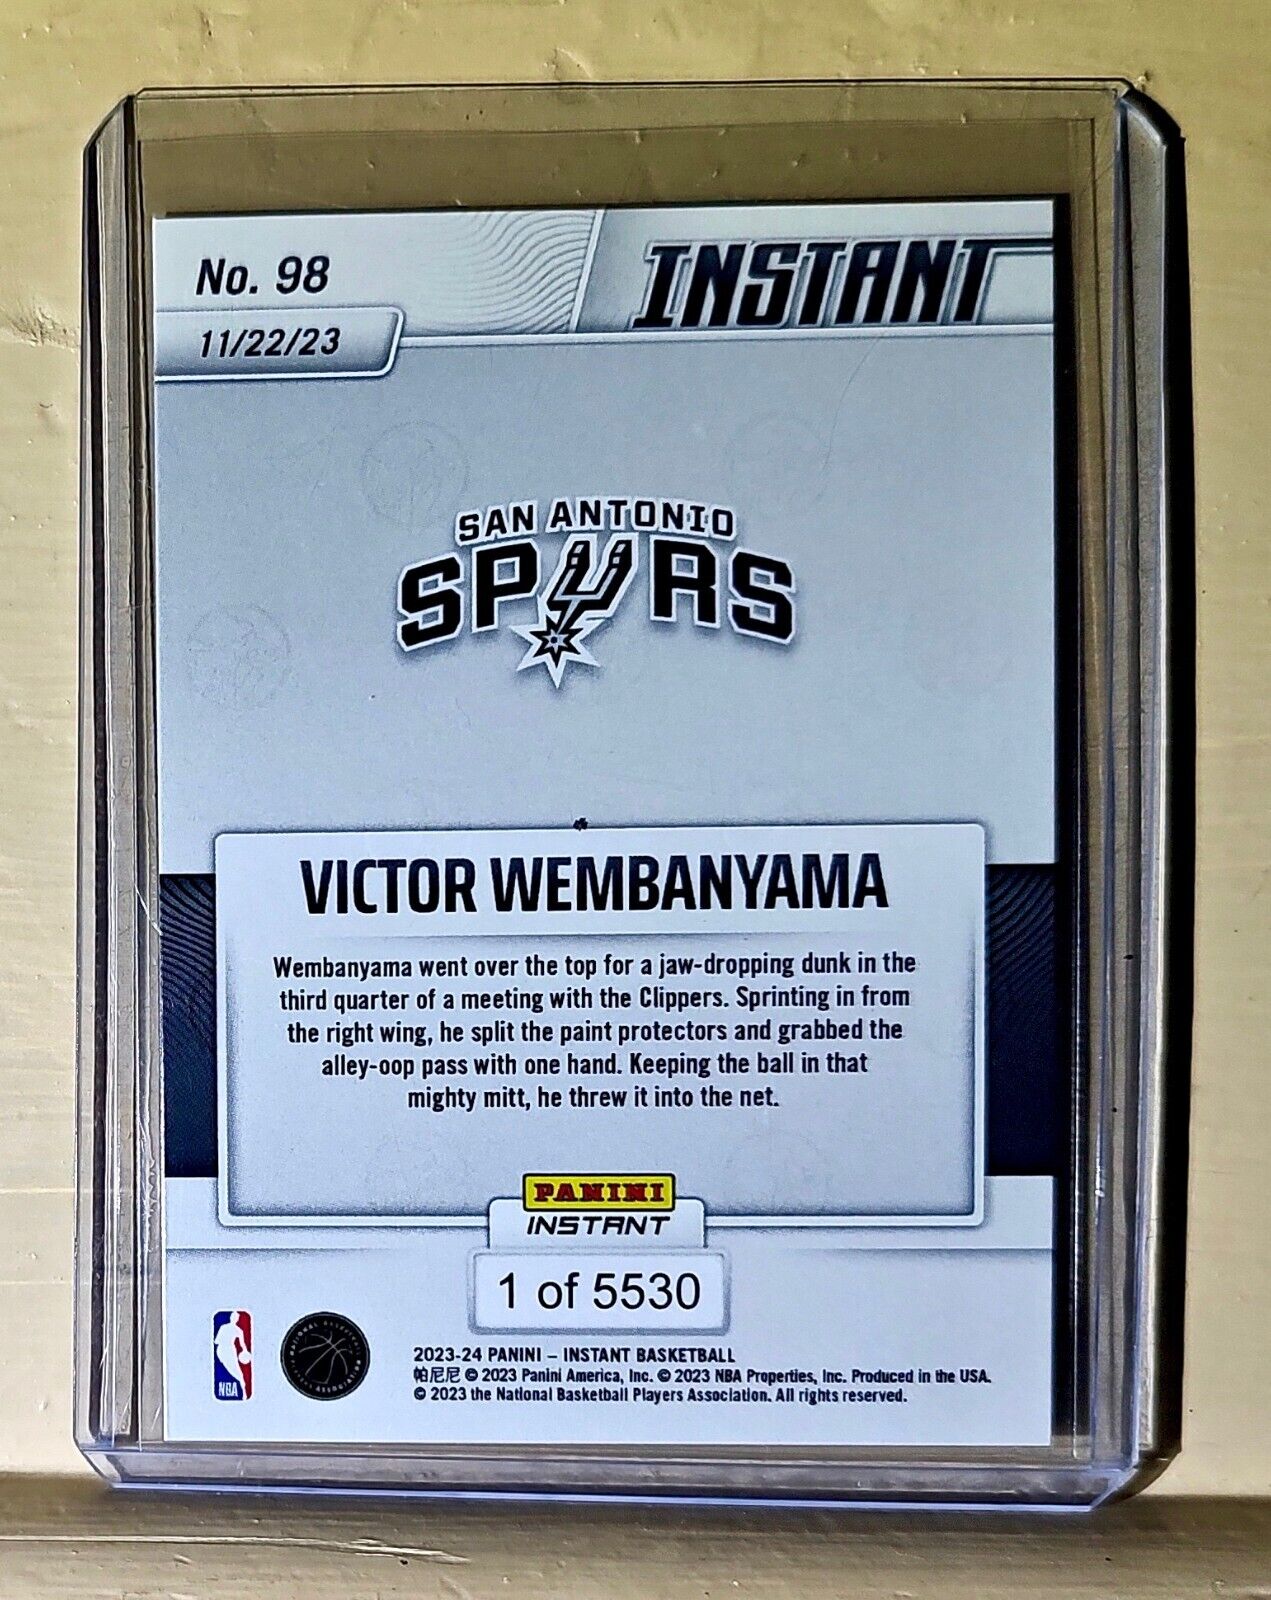 No. 98
INSTANT
11/22/23
SAN ANTONIO
SPURS
VICTOR WEMBANYAMA
Wembanyama went over the top for a jaw-dropping dunk in the
third quarter of a meeting with the Clippers. Sprinting in from
the right wing, he split the paint protectors and grabbed the
alley-oop pass with one hand. Keeping the ball in that
mighty mitt, he threw it into the net.
PANINI
INSTANT
1 of 5530
NBA
NATIONAL BASKETBALL
ASSOCIATION
2023-24 PANINI – INSTANT BASKETBALL
帕尼尼 © 2023 Panini America, Inc. © 2023 NBA Properties, Inc. Produced in the USA.
© 2023 the National Basketball Players Association. All rights reserved.